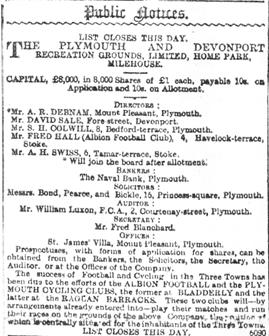 Public Notices.
LIST CLOSES THIS DAY.
THE PLYMOUTH AND DEVONPORT
RECREATION GROUNDS, LIMITED, HOME PARK,
MILEHOUSE.
CAPITAL, £8,000, in 8,000 Shares of £1 each, payable 10s. on
Application and 10s. on Allotment.
DIRECTORS:
*Mr. A. R. DEBNAM, Mount Pleasant, Plymouth.
Mr. DAVID SALE, Fore street, Devonport.
Mr. S. H. COLWILL, 8, Bedford-terrace, Plymouth.
*Mr. FRED HALL (Albion Football Club), 4, Havelock-terrace,
Stoke.
Mr. A. H. SWISS, 6, Tamar-terrace, Stoke.
* Will join the board after allotment.
BANKERS:
The Naval Bank, Plymouth.
SOLICITORS:
Messrs. Bond, Pearce, and Bickle, 15, Princess-square, Plymouth.
AUDITOR:
Mr. William Luxon, F.C.A., 2, Courtenay-street, Plymouth.
SECRETARY:
Mr. Fred Blanchard.
OFFICES:
St. James' Villa, Mount Pleasant, Plymouth.
Prospectuses, with forms of application for shares, can be
obtained from the Bankers, the Solicitors, the Secretary, the
Auditor, or at the Offices of the Company.
The success of Football and Cycling in the Three Towns has
been due to the efforts of the ALBION FOOTBALL and the PLY-
MOUTH CYCLING CLUBS, the former at BLADDERLY and the
latter at the RAGLAN BARRACKS. These two clubs will—by
arrangements already entered into—play their matches and run
their races on the grounds of the above Company, the position of
which is centrally situated for the inhabitants of the Three Towns.
LIST CLOSES THIS DAY. 6090